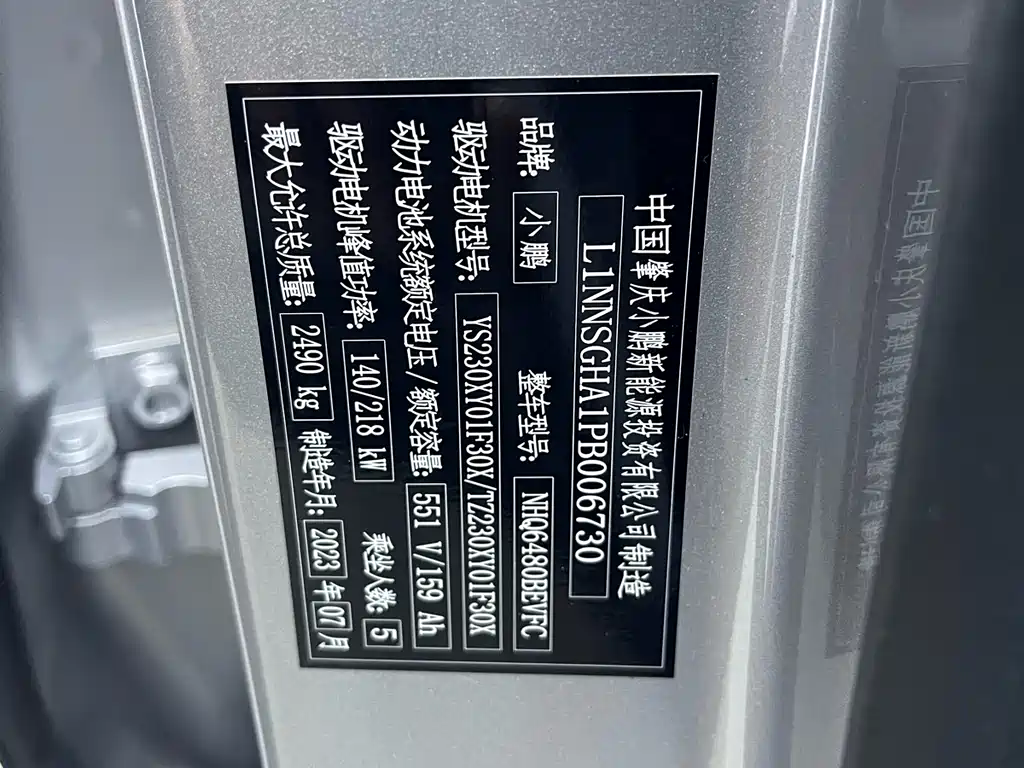 中国肇庆小鹏新能源投资有限公司制造
L1NNSGHA1PB006730
品牌: 小鹏 整车型号: NHQ6480BEVFC
驱动电机型号: YS230XY01F30X/TZ230XY01F30X
动力电池系统额定电压/额定容量: 551 V/159 Ah
驱动电机峰值功率: 140/218 kW 乘坐人数: 5
最大允许总质量: 2490 kg 制造年月: 2023 年 07 月